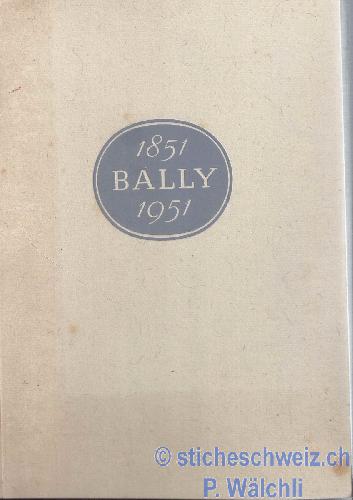 1851
BALLY
1951
© sticheschweiz.ch
P. Wälchli